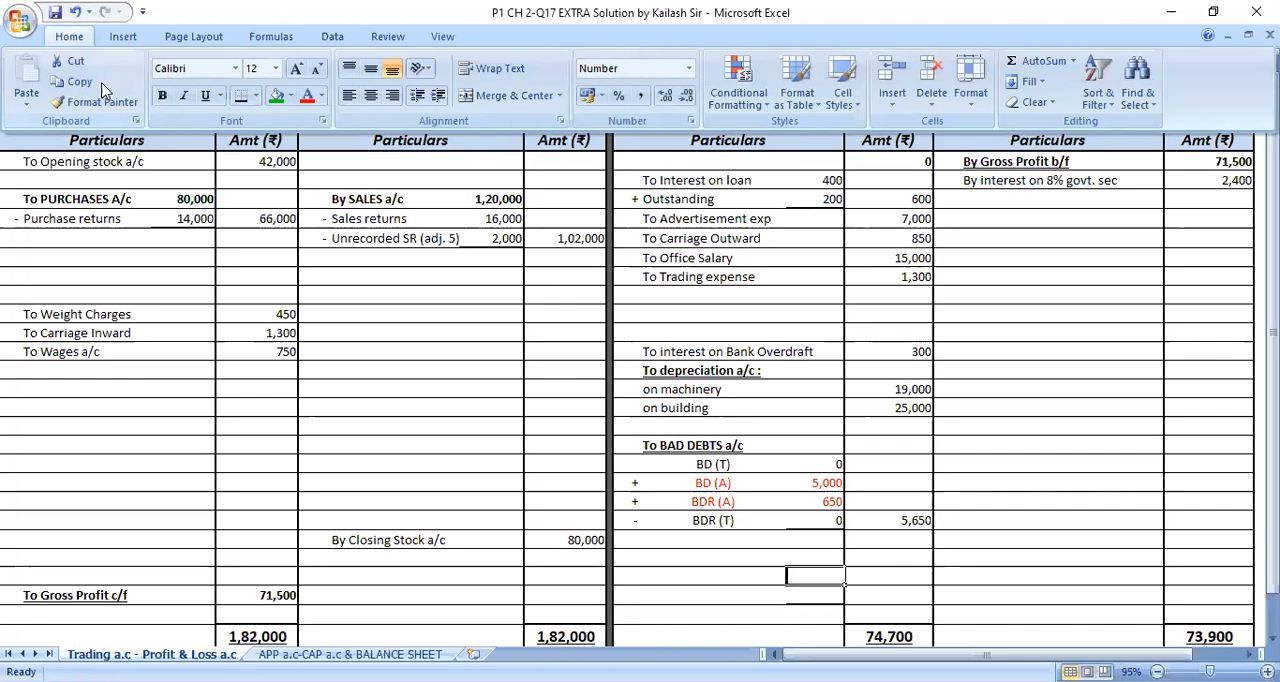 P1 CH 2-Q17 EXTRA Solution by Kailash Sir - Microsoft Excel
Home Insert Page Layout Formulas Data Review View
Paste
Cut
Copy
Format Painter
Clipboard
Calibri 12
B I U
Font
Wrap Text
Merge & Center
Alignment
Number
% ,
Number
Conditional Formatting
Format as Table
Cell Styles
Styles
Insert Delete Format
Cells
Σ AutoSum
Fill
Clear
Sort & Filter
Find & Select
Editing
Particulars Amt (₹) Particulars Amt (₹) Particulars Amt (₹) Particulars Amt (₹)
To Opening stock a/c 42,000 0 By Gross Profit b/f 71,500
To Interest on loan 400 By interest on 8% govt. sec 2,400
To PURCHASES A/c 80,000 By SALES a/c 1,20,000 + Outstanding 200 600
- Purchase returns 14,000 66,000 - Sales returns 16,000 To Advertisement exp 7,000
- Unrecorded SR (adj. 5) 2,000 1,02,000 To Carriage Outward 850
To Office Salary 15,000
To Trading expense 1,300
To Weight Charges 450
To Carriage Inward 1,300
To Wages a/c 750 To interest on Bank Overdraft 300
To depreciation a/c :
on machinery 19,000
on building 25,000
To BAD DEBTS a/c
BD (T) 0
+ BD (A) 5,000
+ BDR (A) 650
- BDR (T) 0 5,650
By Closing Stock a/c 80,000
To Gross Profit c/f 71,500
1,82,000 1,82,000 74,700 73,900
Trading a.c - Profit & Loss a.c APP a.c-CAP a.c & BALANCE SHEET
Ready 95%